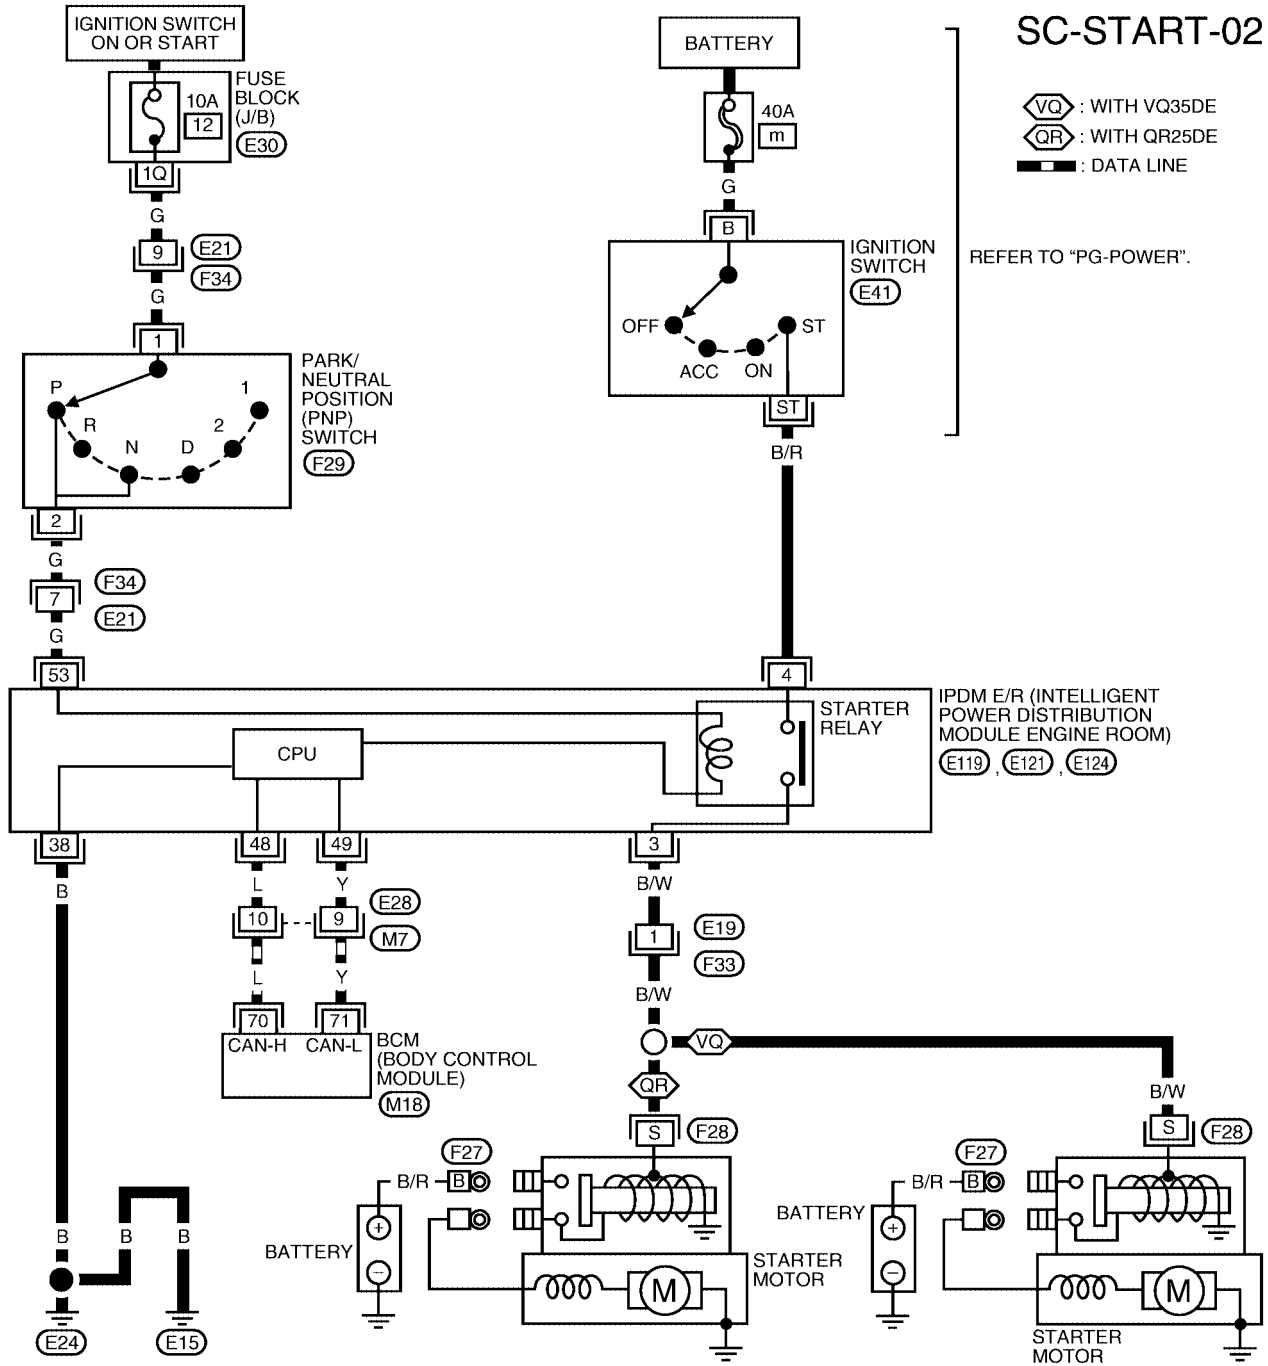 SC-START-02
IGNITION SWITCH
ON OR START
FUSE
BLOCK
(J/B)
E30
10A
12
1Q
G
9
E21
F34
G
1
PARK/
NEUTRAL
POSITION
(PNP)
SWITCH
F29
P
R
N
D
2
1
2
G
7
F34
E21
G
53
BATTERY
40A
m
G
B
IGNITION
SWITCH
E41
OFF
ACC
ON
ST
ST
B/R
4
VQ : WITH VQ35DE
QR : WITH QR25DE
: DATA LINE
REFER TO “PG-POWER”.
STARTER
RELAY
CPU
IPDM E/R (INTELLIGENT
POWER DISTRIBUTION
MODULE ENGINE ROOM)
E119 , E121 , E124
38
48
49
3
B
L
Y
B/W
10
9
E28
M7
1
E19
F33
L
Y
B/W
70
71
CAN-H
CAN-L
BCM
(BODY CONTROL
MODULE)
M18
VQ
QR
B/W
S
F28
S
F28
F27
B/R
B
BATTERY
+
−
STARTER
MOTOR
M
F27
B/R
B
BATTERY
+
−
M
STARTER
MOTOR
B
B
B
E24
E15